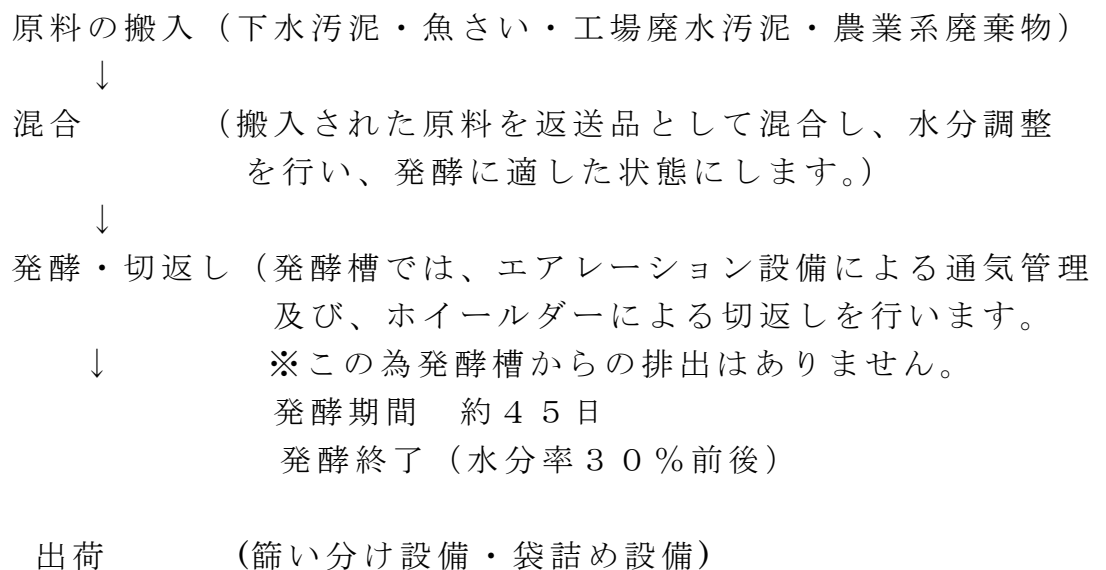 原料の搬入（下水汚泥・魚さい・工場廃水汚泥・農業系廃棄物）
↓
混合　　　　（搬入された原料を返送品として混合し、水分調整
を行い、発酵に適した状態にします。）
↓
発酵・切返し（発酵槽では、エアレーション設備による通気管理
及び、ホイールダーによる切返しを行います。
↓　　　　※この為発酵槽からの排出はありません。
発酵期間　約４５日
発酵終了（水分率３０％前後）
出荷　　　　(篩い分け設備・袋詰め設備)